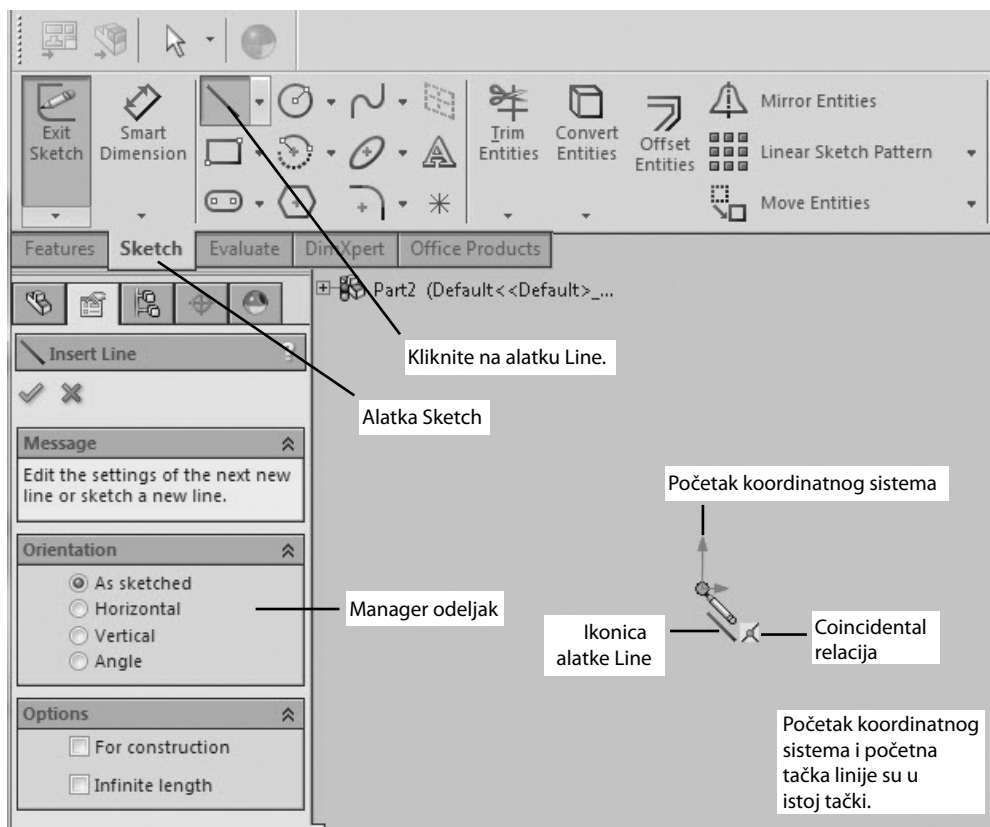 Exit
Sketch
Smart
Dimension
Trim
Entities
Convert
Entities
Offset
Entities
Mirror Entities
Linear Sketch Pattern
Move Entities
Features
Sketch
Evaluate
DimXpert
Office Products
Part2 (Default<<Default>_...
Insert Line
?
Kliknite na alatku Line.
Alatka Sketch
Message
Edit the settings of the next new
line or sketch a new line.
Početak koordinatnog sistema
Orientation
As sketched
Horizontal
Vertical
Angle
Manager odeljak
Ikonica
alatke Line
Coincidental
relacija
Options
For construction
Infinite length
Početak koordinatnog
sistema i početna
tačka linije su u
istoj tački.